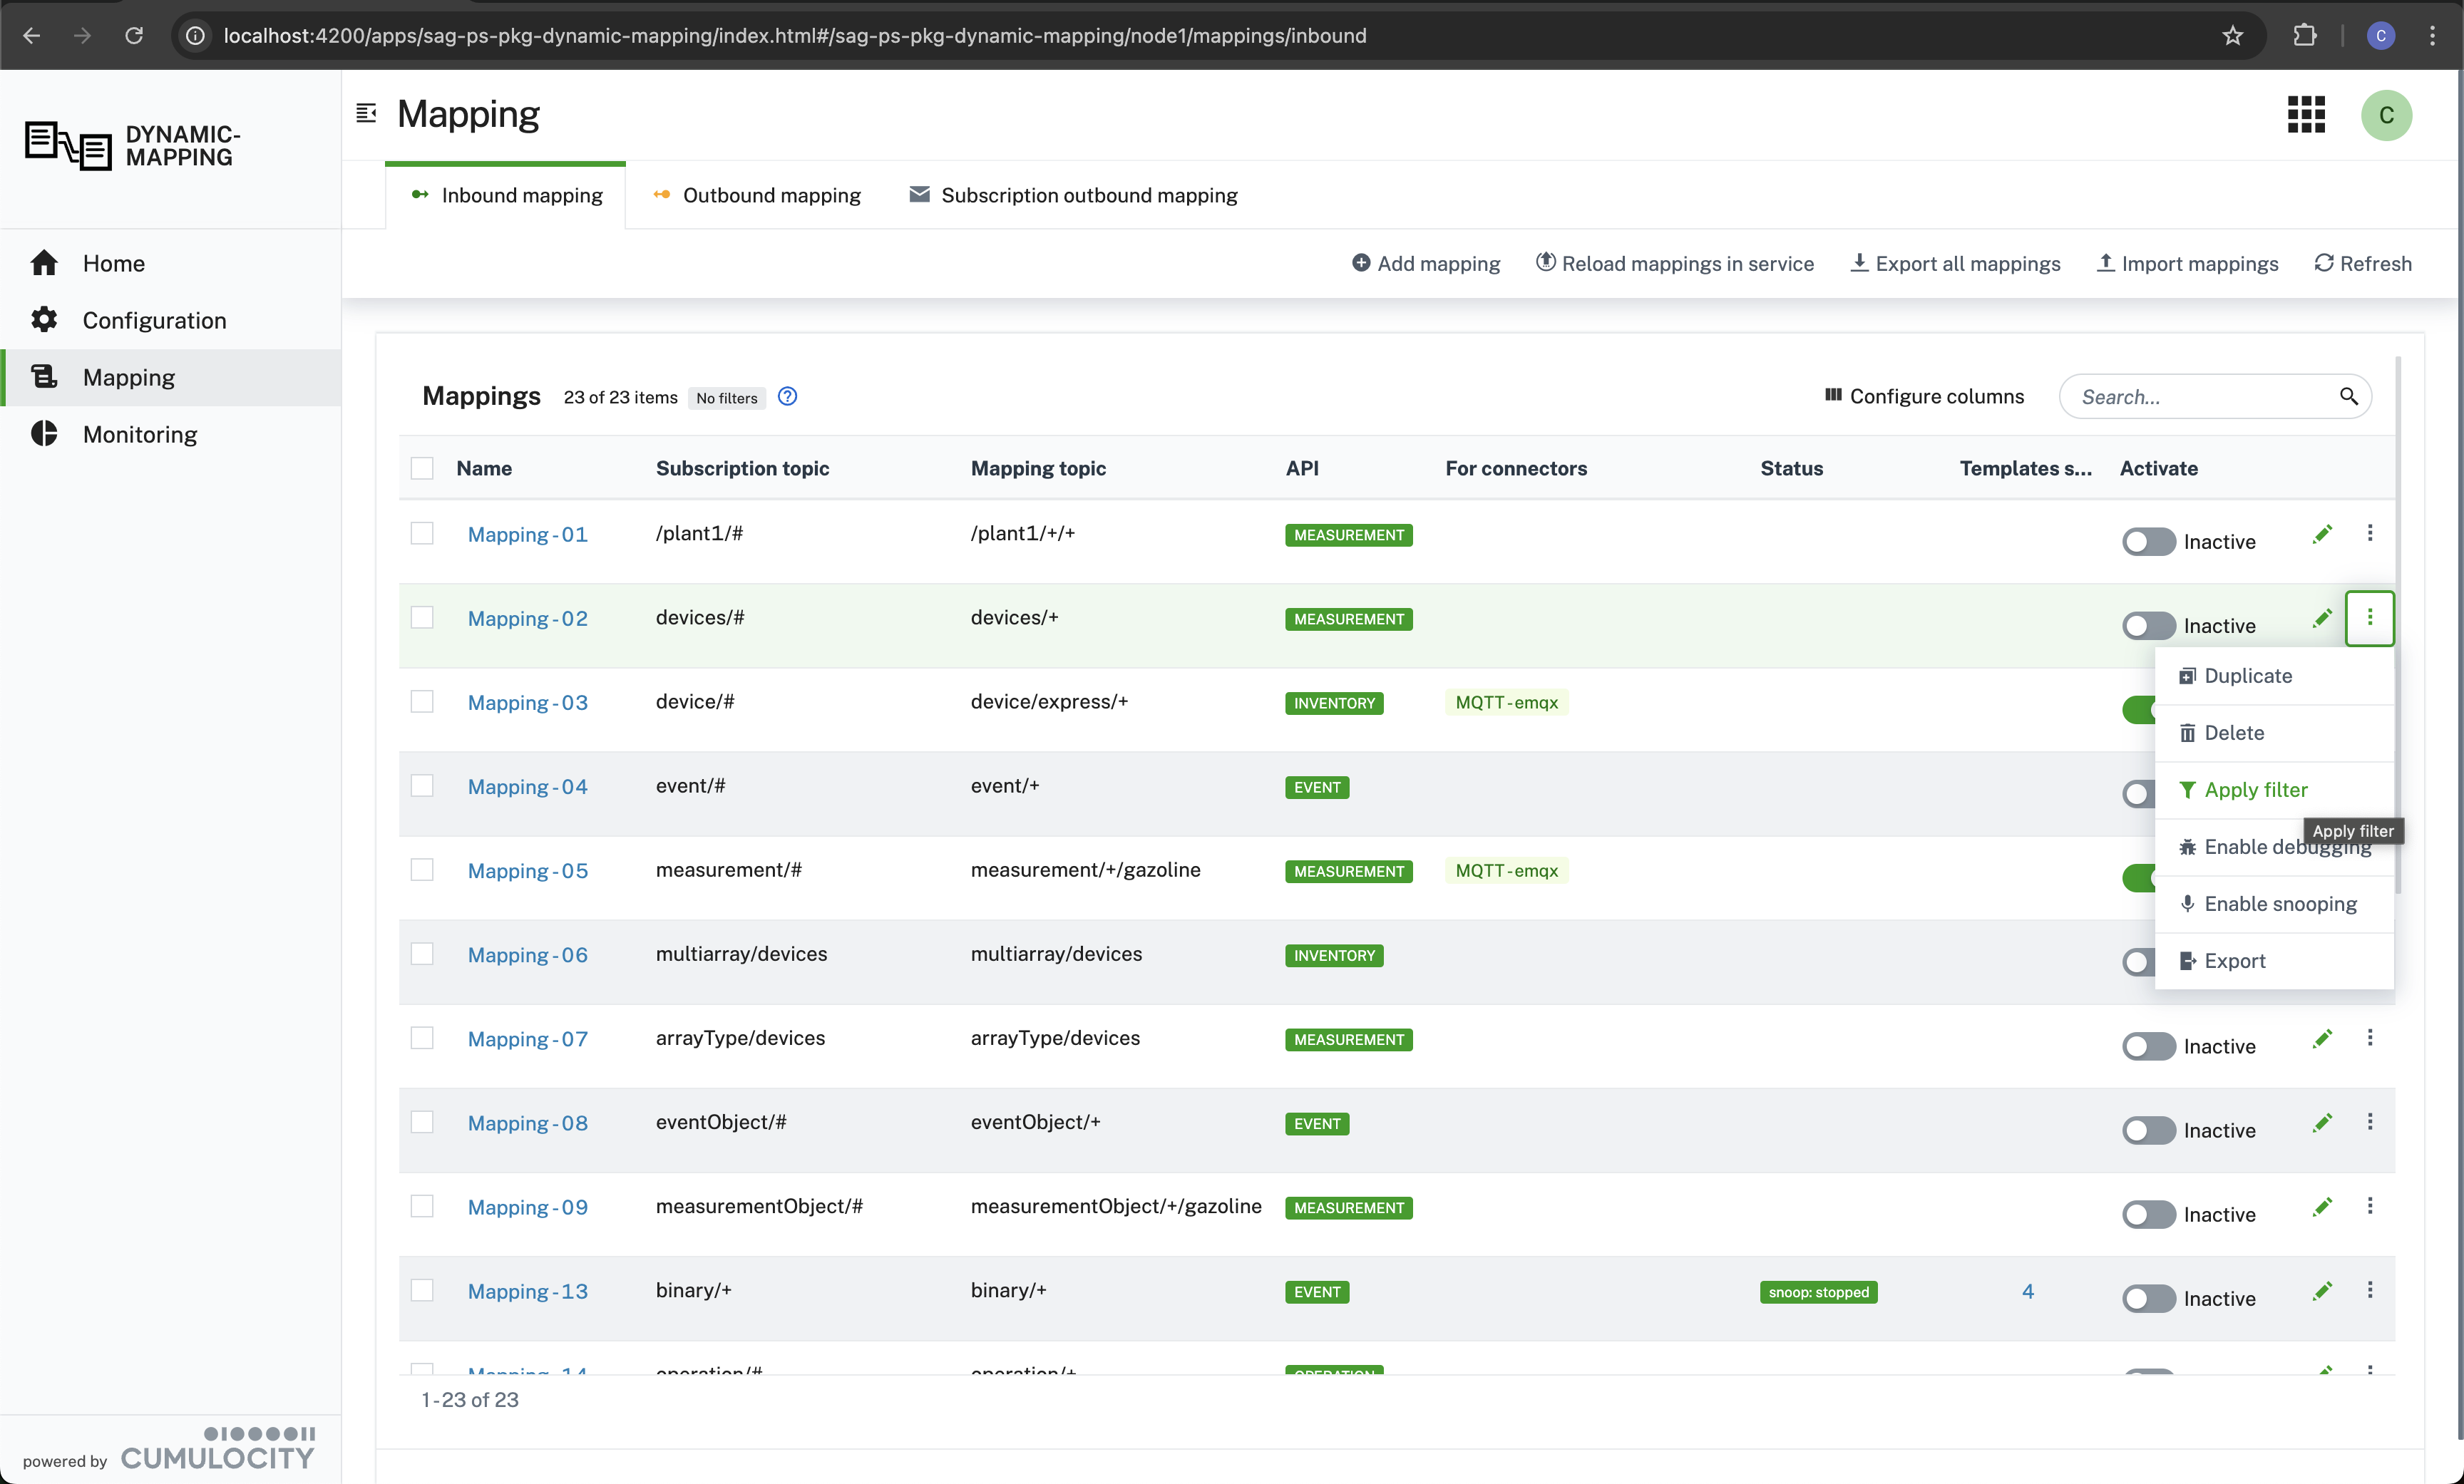 localhost:4200/apps/sag-ps-pkg-dynamic-mapping/index.html#/sag-ps-pkg-dynamic-mapping/node1/mappings/inbound
C
DYNAMIC-
MAPPING
Home
Configuration
Mapping
Monitoring
powered by CUMULOCITY
Mapping
C
Inbound mapping Outbound mapping Subscription outbound mapping
Add mapping Reload mappings in service Export all mappings Import mappings Refresh
Mappings 23 of 23 items No filters ? Configure columns Search...
Name Subscription topic Mapping topic API For connectors Status Templates s... Activate
Mapping-01 /plant1/# /plant1/+/+ MEASUREMENT Inactive
Mapping-02 devices/# devices/+ MEASUREMENT Inactive
Mapping-03 device/# device/express/+ INVENTORY MQTT-emqx
Mapping-04 event/# event/+ EVENT
Mapping-05 measurement/# measurement/+/gazoline MEASUREMENT MQTT-emqx
Mapping-06 multiarray/devices multiarray/devices INVENTORY
Mapping-07 arrayType/devices arrayType/devices MEASUREMENT Inactive
Mapping-08 eventObject/# eventObject/+ EVENT Inactive
Mapping-09 measurementObject/# measurementObject/+/gazoline MEASUREMENT Inactive
Mapping-13 binary/+ binary/+ EVENT snoop: stopped 4 Inactive
Mapping-14 operation/# operation/+ OPERATION
1-23 of 23
Duplicate
Delete
Apply filter
Apply filter
Enable debugging
Enable snooping
Export